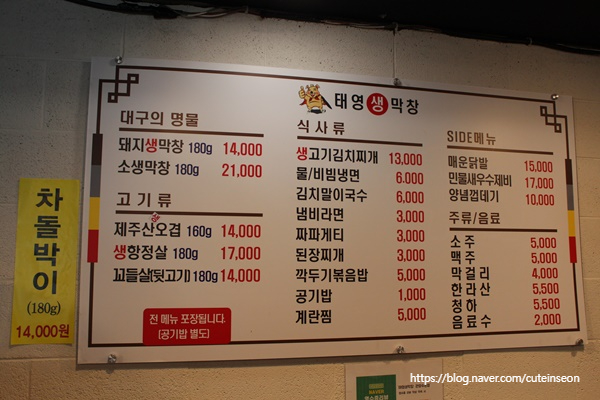 태영생막창
대구의 명물
돼지생막창 180g 14,000
소생막창 180g 21,000
고기류
제주산오겹 160g 14,000
생항정살 180g 17,000
꼬들살(뒷고기) 180g 14,000
전 메뉴 포장됩니다.
(공기밥 별도)
식사류
생고기김치찌개 13,000
물/비빔냉면 6,000
김치말이국수 6,000
냄비라면 3,000
짜파게티 3,000
된장찌개 3,000
깍두기볶음밥 5,000
공기밥 1,000
계란찜 5,000
SIDE메뉴
매운닭발 15,000
민물새우수제비 17,000
양념껍데기 10,000
주류/음료
소주 5,000
맥주 5,000
막걸리 4,000
한라산 5,500
청하 5,500
음료수 2,000
차돌박이
(180g)
14,000원
https://blog.naver.com/cuteinseon